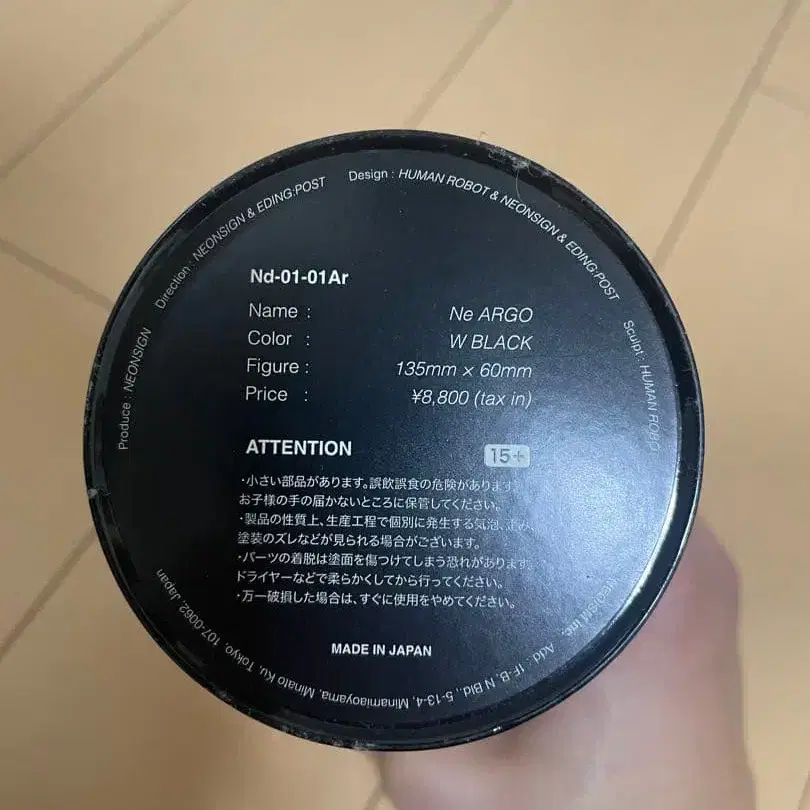 Produce : NEONSIGN
Direction : NEONSIGN & EDING:POST
Design : HUMAN ROBOT & NEONSIGN & EDING:POST
Sculpt : HUMAN ROBO
Nd-01-01Ar
Name : Ne ARGO
Color : W BLACK
Figure : 135mm × 60mm
Price : ¥8,800 (tax in)
ATTENTION 15+
・小さい部品があります。誤飲誤食の危険があります。
お子様の手の届かないところに保管してください。
・製品の性質上、生産工程で個別に発生する気泡、歪み、
塗装のズレなどが見られる場合がございます。
・パーツの着脱は塗面を傷つけてしまう恐れがあります。
ドライヤーなどで柔らかくしてから行ってください。
・万一破損した場合は、すぐに使用をやめてください。
MADE IN JAPAN
Inc. Add. 1F-B, N Bld., 5-13-4, Minamiaoyama, Minato Ku, Tokyo, 107-0062, Japan